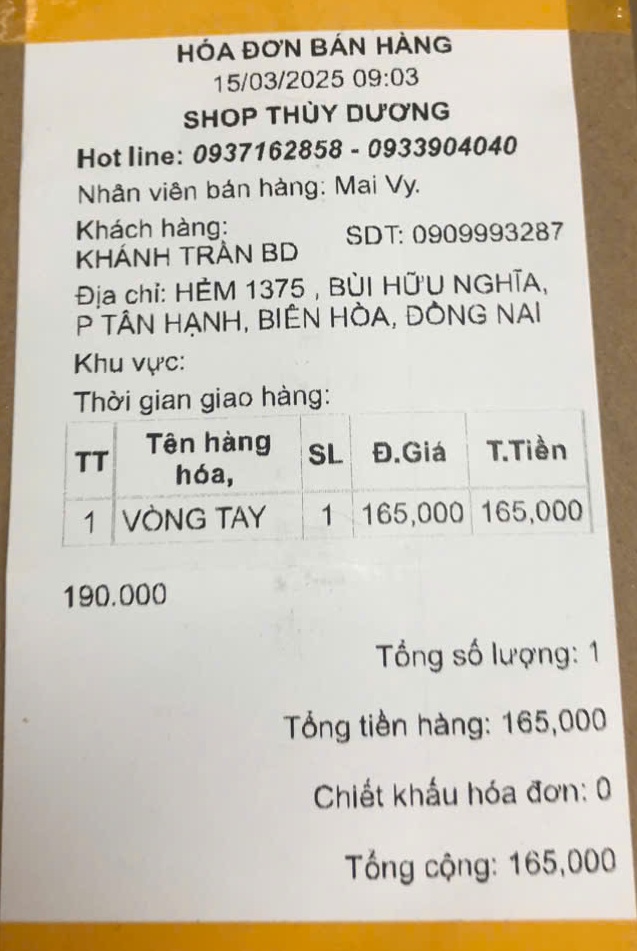 HÓA ĐƠN BÁN HÀNG
15/03/2025 09:03
SHOP THÙY DƯƠNG
Hot line: 0937162858 - 0933904040
Nhân viên bán hàng: Mai Vy.
Khách hàng: SDT: 0909993287
KHÁNH TRẦN BD
Địa chỉ: HẺM 1375 , BÙI HỮU NGHĨA,
P TÂN HẠNH, BIÊN HÒA, ĐỒNG NAI
Khu vực:
Thời gian giao hàng:
TT Tên hàng hóa, SL Đ.Giá T.Tiền
1 VÒNG TAY 1 165,000 165,000
190.000
Tổng số lượng: 1
Tổng tiền hàng: 165,000
Chiết khấu hóa đơn: 0
Tổng cộng: 165,000